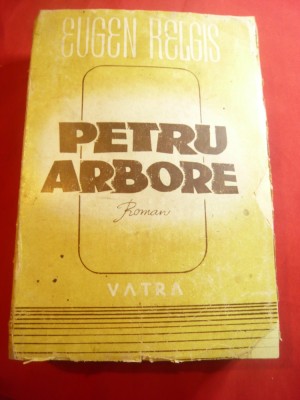 EUGEN RELGIS
PETRU
ARBORE
Roman
VATRA